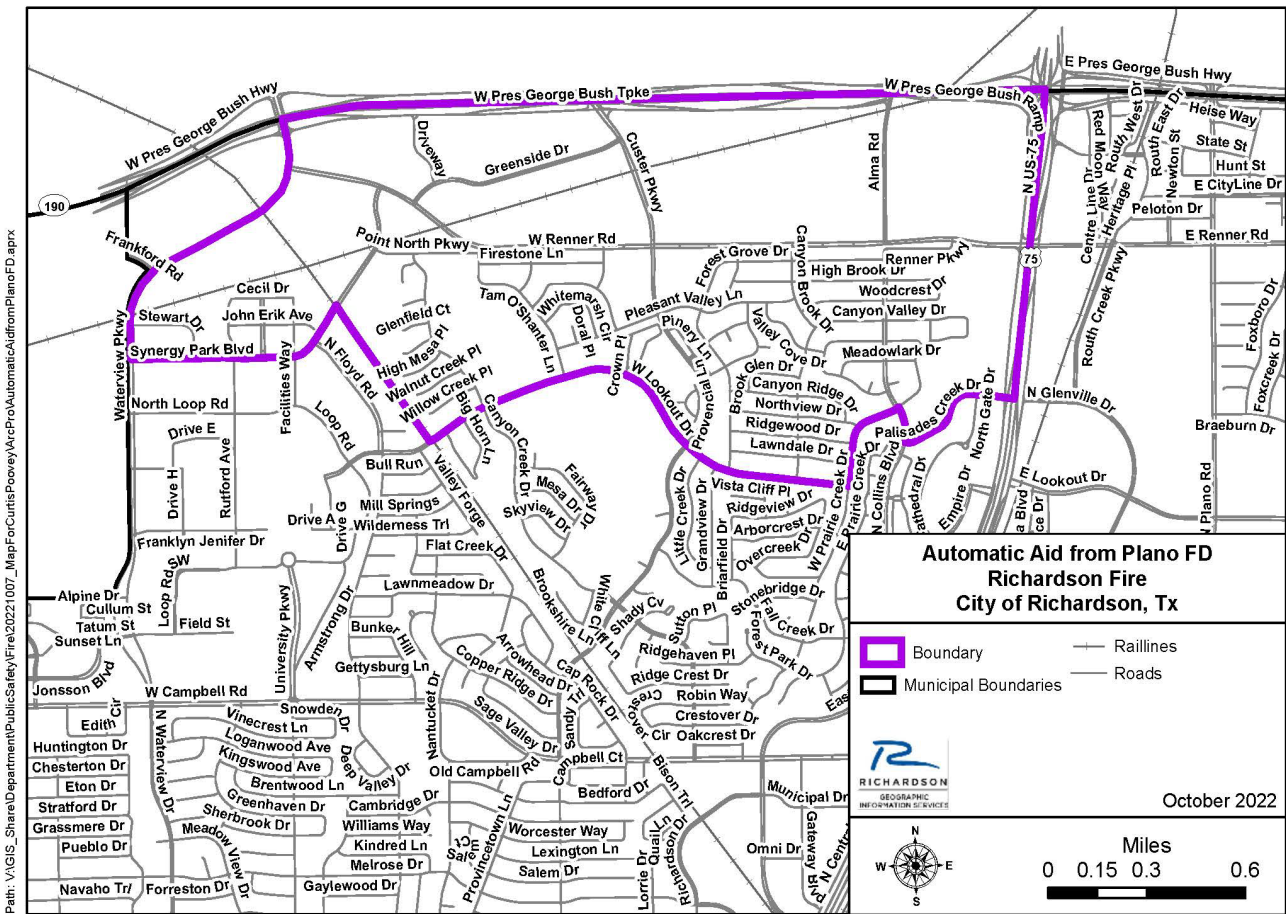 Path: V:\GIS_Share\Department\PublicSafety\Fire\20221007_MapForCurtisPoovey\ArcPro\AutomaticAidfromPlanoFD.aprx
E Pres George Bush Hwy
W Pres George Bush Tpke
W Pres George Bush
Ramp
W Pres George Bush Hwy
190
Driveway
Greenside Dr
Custer Pkwy
Alma Rd
N US-75
75
Red Moon Way
Routh West Dr
Routh East Dr
Newton St
Heise Way
State St
Hunt St
E CityLine Dr
Centre Line Dr
Heritage Pl
Peloton Dr
E Renner Rd
Frankford Rd
Point North Pkwy
W Renner Rd
Firestone Ln
Forest Grove Dr
Canyon Brook Dr
Renner Pkwy
High Brook Dr
Woodcrest Dr
Canyon Valley Dr
Routh Creek Pkwy
Foxboro Dr
Foxcreek Dr
Cecil Dr
Stewart Dr
John Erik Ave
Synergy Park Blvd
Waterview Pkwy
Glenfield Ct
Tam O'Shanter Ln
Whitemarsh Cir
Doral Pl
Pleasant Valley Ln
Pinery Ln
Valley Cove Dr
Meadowlark Dr
Crown Pl
N Floyd Rd
High Mesa Pl
Walnut Creek Pl
Willow Creek Pl
Big Horn Ln
W Lookout Dr
Provencial Ln
Brook Glen Dr
Canyon Ridge Dr
Northview Dr
Ridgewood Dr
Lawndale Dr
Palisades Creek Dr
North Gate Dr
N Glenville Dr
Braeburn Dr
North Loop Rd
Facilities Way
Loop Rd
Drive E
Drive H
Rutford Ave
Bull Run
Valley Forge
Canyon Creek Dr
Fairway Dr
Mesa Dr
Skyview Dr
Mill Springs
Wilderness Trl
Drive A
Drive G
Vista Cliff Pl
Ridgeview Dr
Arborcrest Dr
Overcreek Dr
Little Creek Dr
Grandview Dr
Briarfield Dr
W Prairie Creek Dr
E Prairie Creek Dr
N Collins Blvd
Cathedral Dr
Empire Dr
E Lookout Dr
Plano Rd
Franklyn Jenifer Dr
Flat Creek Dr
Lawnmeadow Dr
Brookshire Ln
White Cliff Ln
Shady Cv
Sutton Pl
Stonebridge Dr
Fall Creek Dr
Forest Park Dr
Alpine Dr
Cullum St
Tatum St
Sunset Ln
Loop Rd SW
Field St
University Pkwy
Armstrong Dr
Bunker Hill
Gettysburg Ln
Arrowhead Dr
Copper Ridge Dr
Cap Rock Dr
Ridgehaven Pl
Ridge Crest Dr
Robin Way
Crestover Dr
Crestover Cir
Oakcrest Dr
Jonsson Blvd
W Campbell Rd
Edith Cir
N Waterview Dr
Vinecrest Ln
Snowden Dr
Nantucket Dr
Sage Valley Dr
Sandy Trl
Huntington Dr
Chesterton Dr
Eton Dr
Stratford Dr
Grassmere Dr
Pueblo Dr
Navaho Trl
Loganwood Ave
Kingswood Ave
Brentwood Ln
Greenhaven Dr
Sherbrook Dr
Meadow View Dr
Forreston Dr
Deep Valley Dr
Old Campbell Rd
Campbell Ct
Bison Trl
Cambridge Dr
Williams Way
Kindred Ln
Melrose Dr
Gaylewood Dr
Provincetown Ln
Salem Ct
Bedford Dr
Worcester Way
Lexington Ln
Salem Dr
Lorrie Dr
Quail Ln
Richardson Dr
Municipal Dr
Omni Dr
Gateway Blvd
N Central
Automatic Aid from Plano FD
Richardson Fire
City of Richardson, Tx
Boundary
Municipal Boundaries
Raillines
Roads
RICHARDSON
GEOGRAPHIC
INFORMATION SERVICES
October 2022
N
W E
S
Miles
0 0.15 0.3 0.6